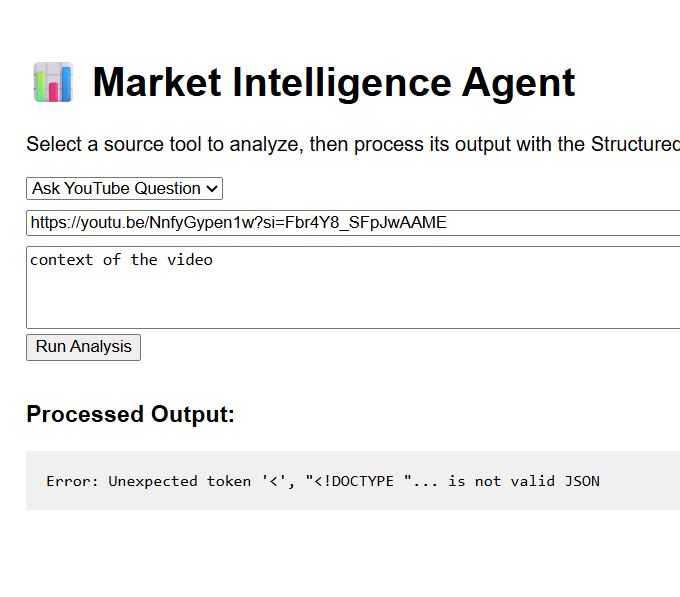 Market Intelligence Agent
Select a source tool to analyze, then process its output with the Structured
Ask YouTube Question
https://youtu.be/NnfyGypen1w?si=Fbr4Y8_SFpJwAAME
context of the video
Run Analysis
Processed Output:
Error: Unexpected token '<', "<!DOCTYPE "... is not valid JSON